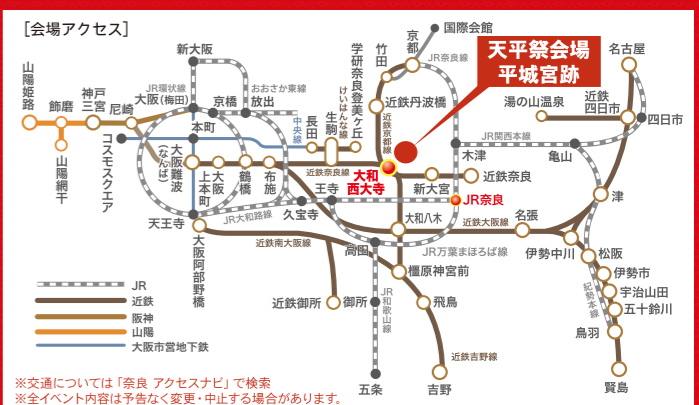 ［会場アクセス］
国際会館
京都
竹田
学研奈良登美ヶ丘
新大阪
山陽姫路
飾磨
神戸三宮
尼崎
JR環状線
大阪（梅田）
京橋
おおさか東線
放出
けいはんな線
JR奈良線
天平祭会場
平城宮跡
名古屋
近鉄丹波橋
近鉄京都線
湯の山温泉
近鉄四日市
四日市
山陽網干
コスモスクエア
本町
中央線
長田
生駒
近鉄奈良線
JR関西本線
木津
亀山
大阪難波（なんば）
上本町
大阪
鶴橋
布施
大和西大寺
新大宮
近鉄奈良
津
天王寺
JR大和路線
久宝寺
王寺
JR奈良
大和八木
近鉄大阪線
名張
大阪阿部野橋
近鉄南大阪線
高田
JR万葉まほろば線
伊勢中川
松阪
橿原神宮前
伊勢市
紀勢本線
宇治山田
五十鈴川
鳥羽
賢島
近鉄御所
御所
JR和歌山線
飛鳥
近鉄吉野線
五条
吉野
JR
近鉄
阪神
山陽
大阪市営地下鉄
※交通については「奈良 アクセスナビ」で検索
※全イベント内容は予告なく変更・中止する場合があります。